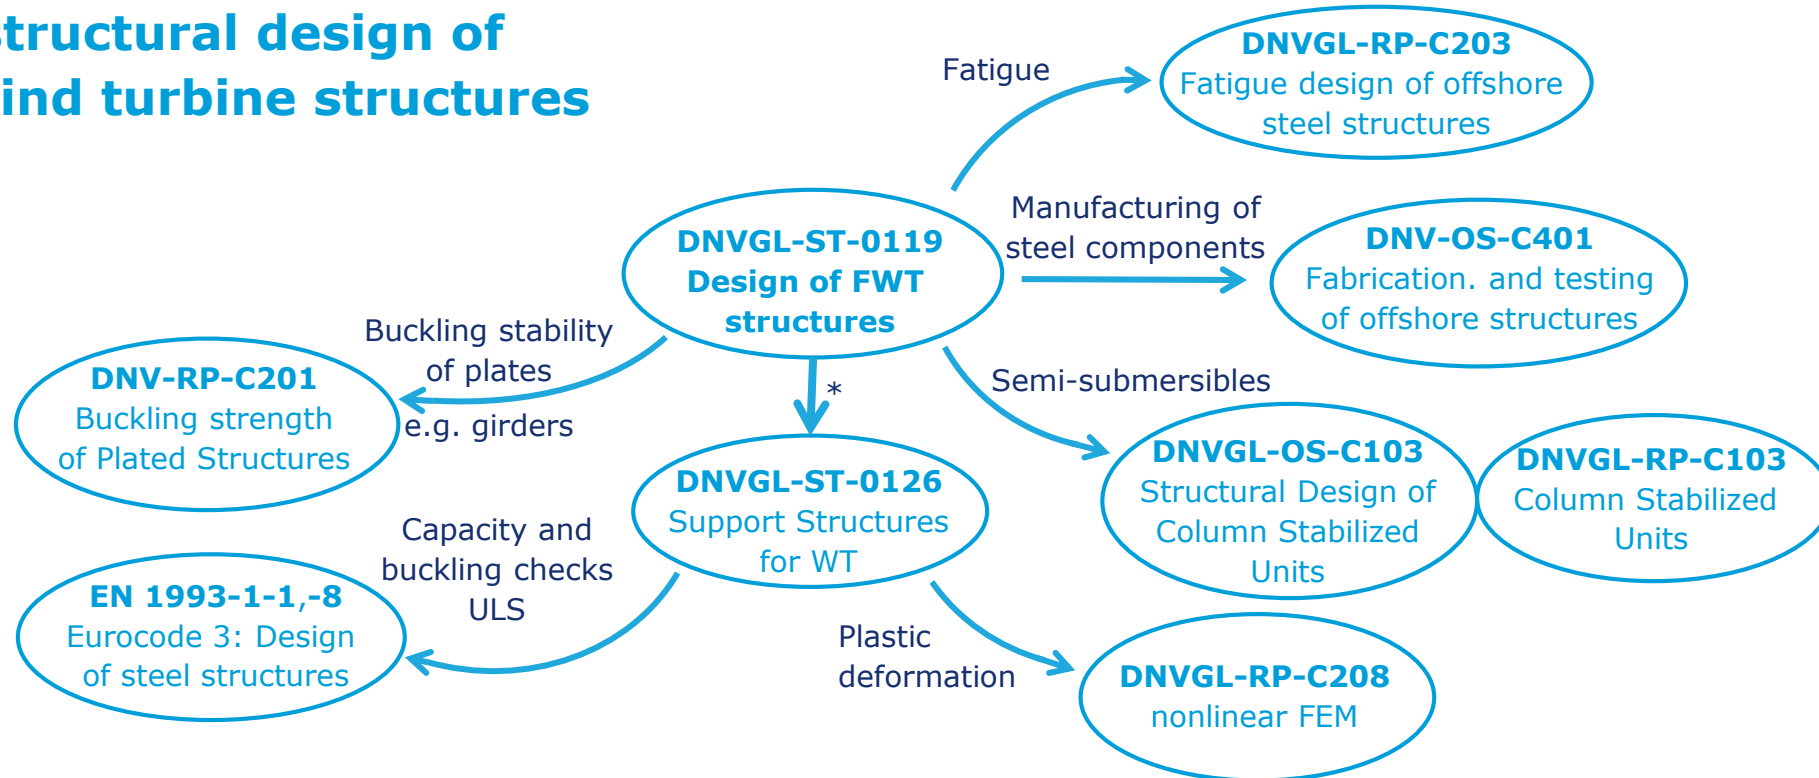 structural design of
ind turbine structures
Fatigue
DNVGL-RP-C203
Fatigue design of offshore
steel structures
Manufacturing of
steel components
DNV-OS-C401
Fabrication. and testing
of offshore structures
DNVGL-ST-0119
Design of FWT
structures
Buckling stability
of plates
e.g. girders
DNV-RP-C201
Buckling strength
of Plated Structures
*
Semi-submersibles
DNVGL-OS-C103
Structural Design of
Column Stabilized
Units
DNVGL-RP-C103
Column Stabilized
Units
DNVGL-ST-0126
Support Structures
for WT
Capacity and
buckling checks
ULS
EN 1993-1-1,-8
Eurocode 3: Design
of steel structures
Plastic
deformation
DNVGL-RP-C208
nonlinear FEM